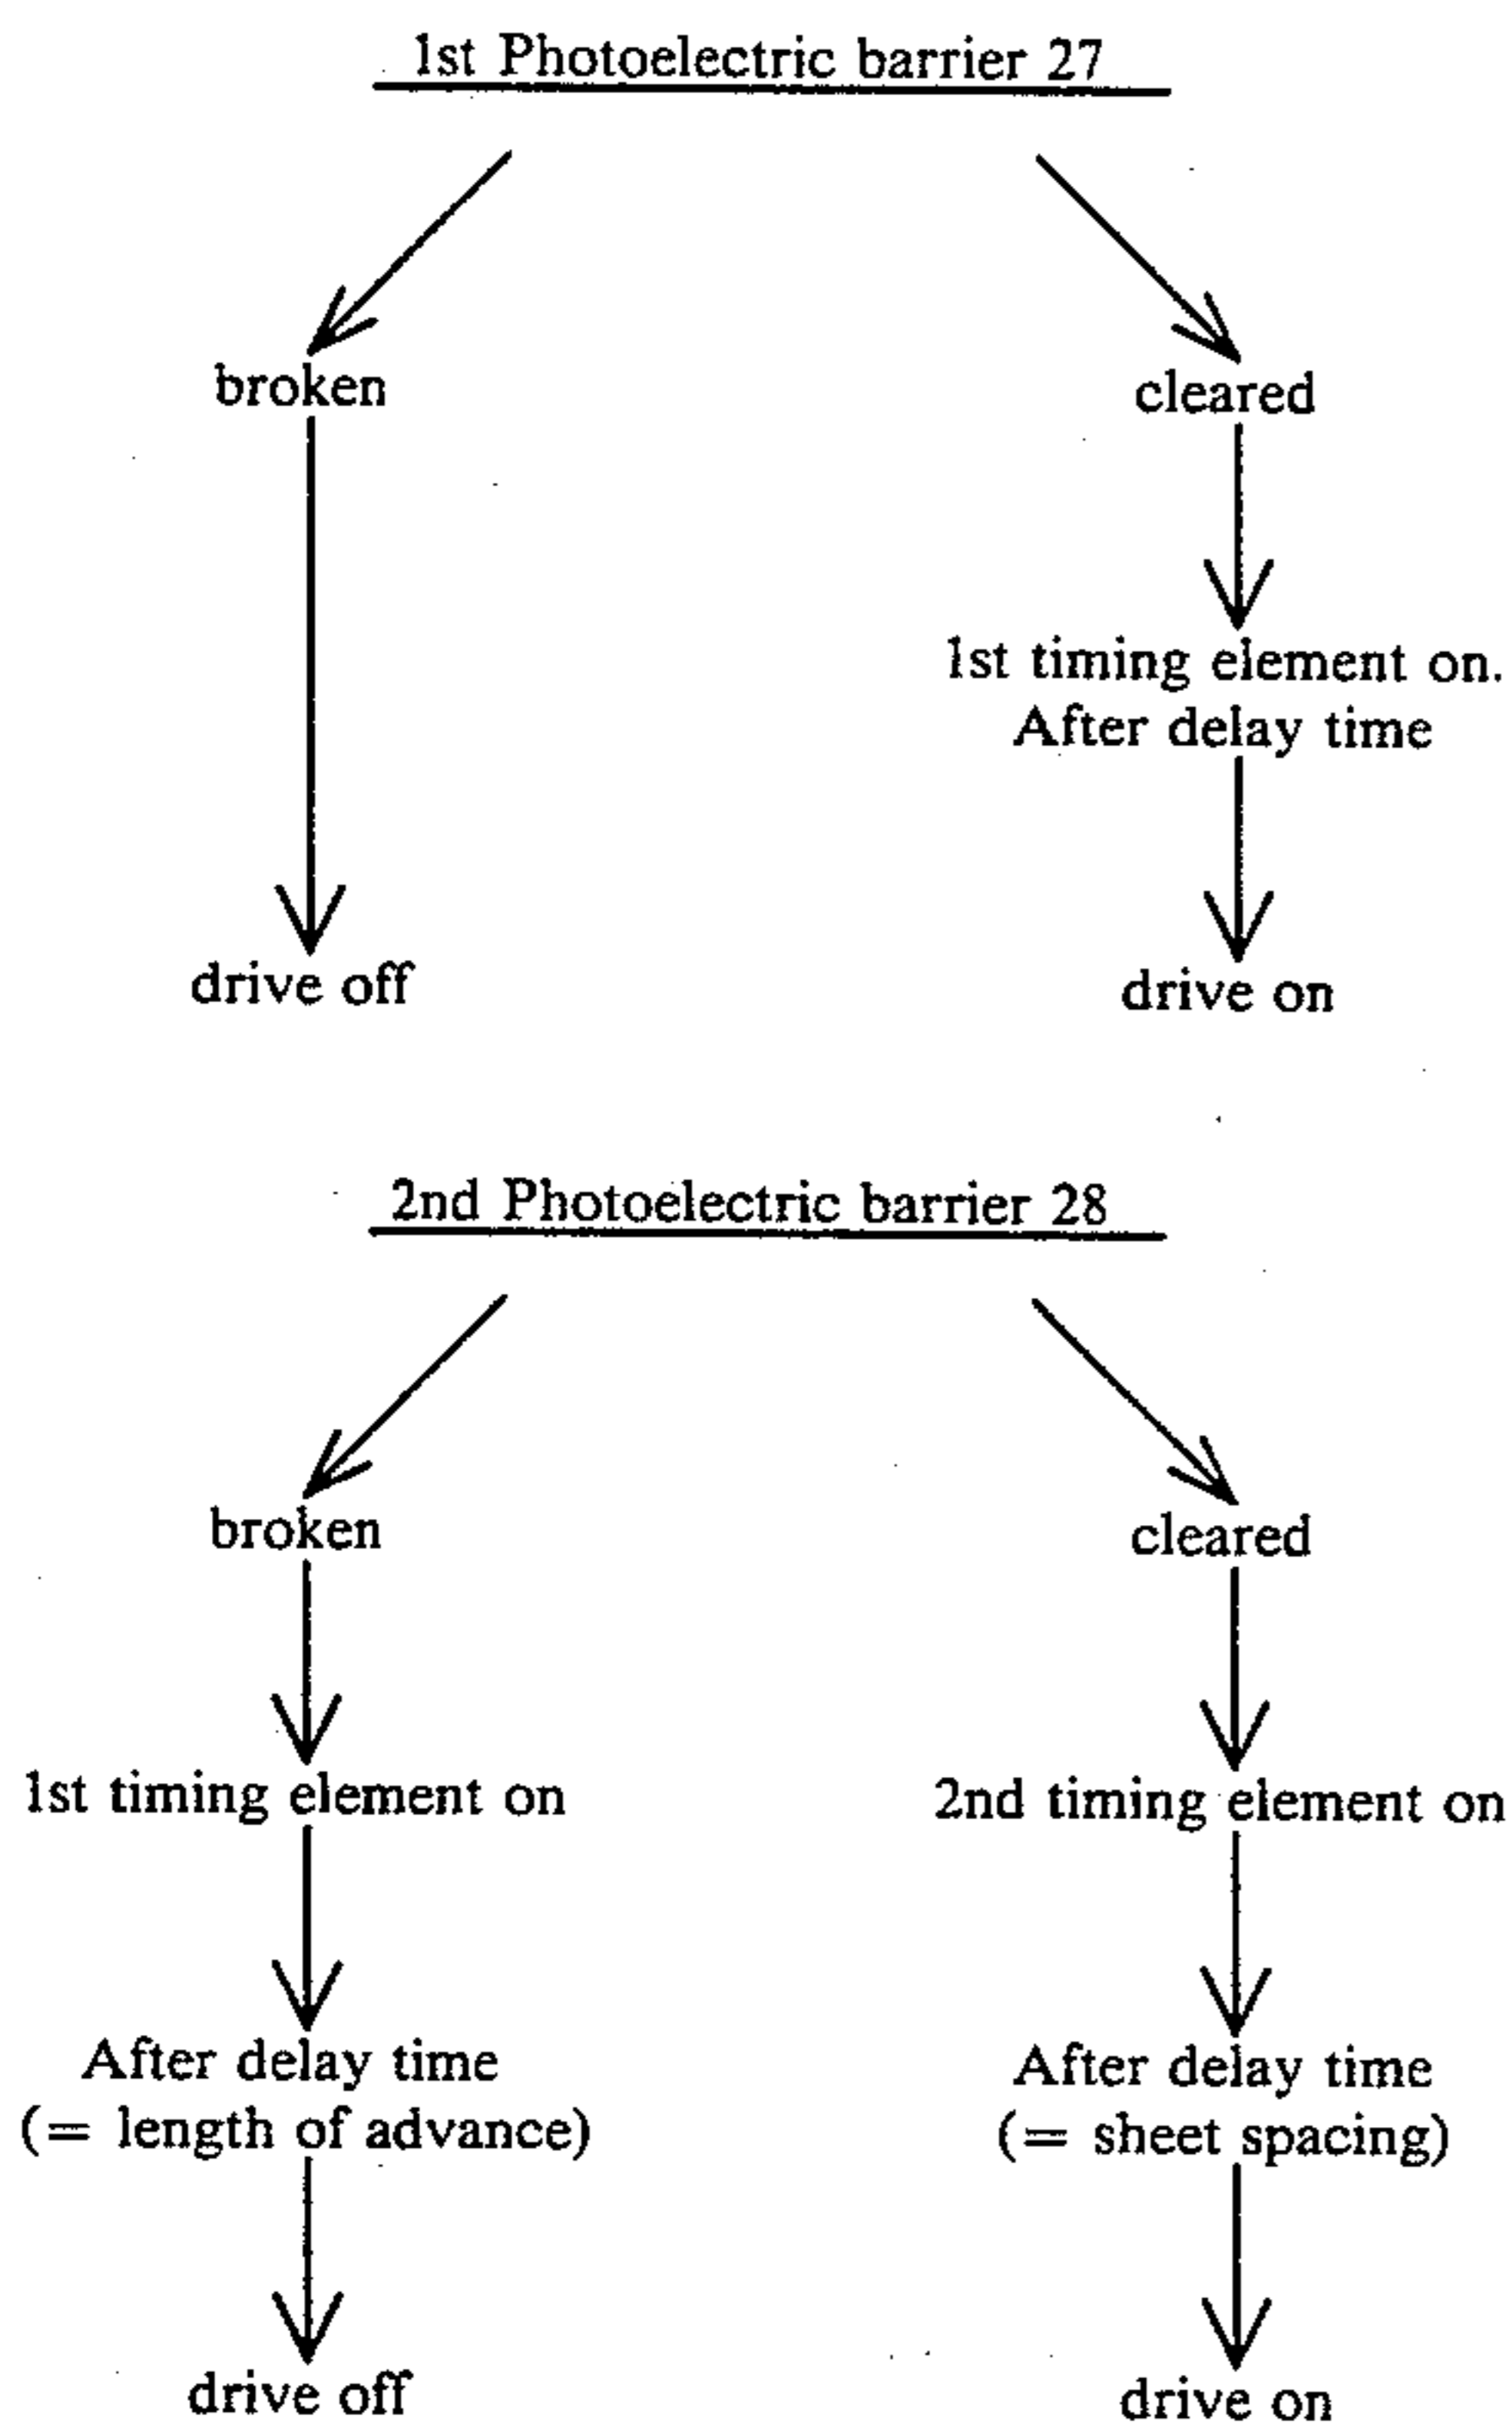 1st Photoelectric barrier 27
broken
cleared
1st timing element on.
After delay time
drive off
drive on
2nd Photoelectric barrier 28
broken
cleared
1st timing element on
2nd timing element on
After delay time
(= length of advance)
After delay time
(= sheet spacing)
drive off
drive on